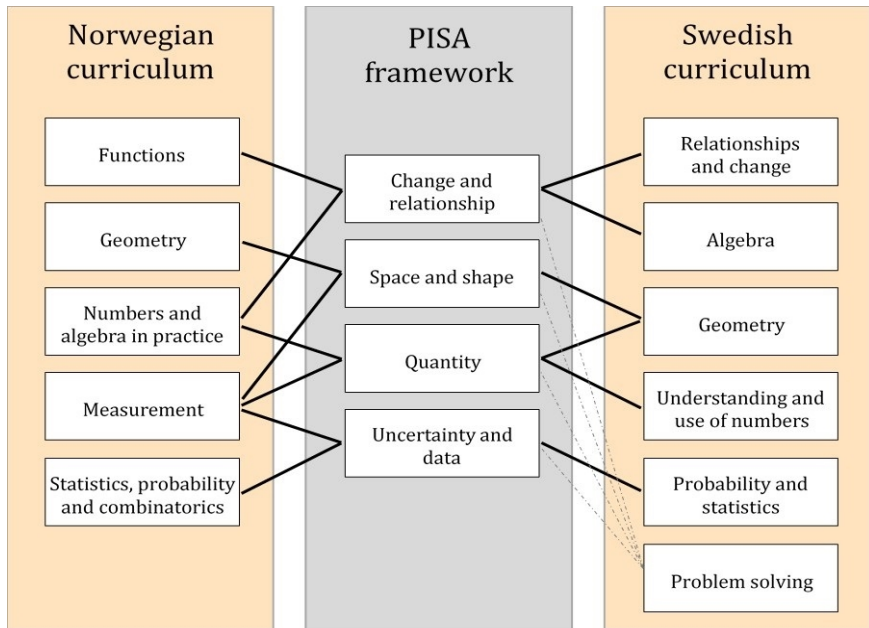 Norwegian
curriculum
Functions
Geometry
Numbers and
algebra in practice
Measurement
Statistics, probability
and combinatorics
PISA
framework
Change and
relationship
Space and shape
Quantity
Uncertainty and
data
Swedish
curriculum
Relationships
and change
Algebra
Geometry
Understanding and
use of numbers
Probability and
statistics
Problem solving